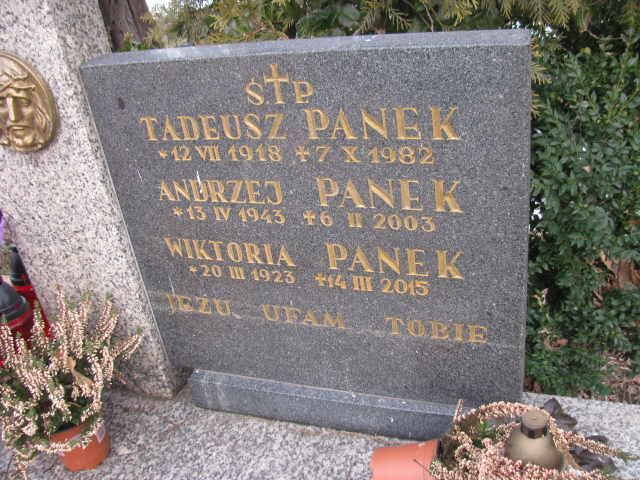 Ś✝P
TADEUSZ PANEK
*12 VII 1918 ✝7 X 1982
ANDRZEJ PANEK
*13 IV 1943 ✝6 II 2003
WIKTORIA PANEK
*20 III 1923 ✝14 III 2015
JEZU UFAM TOBIE